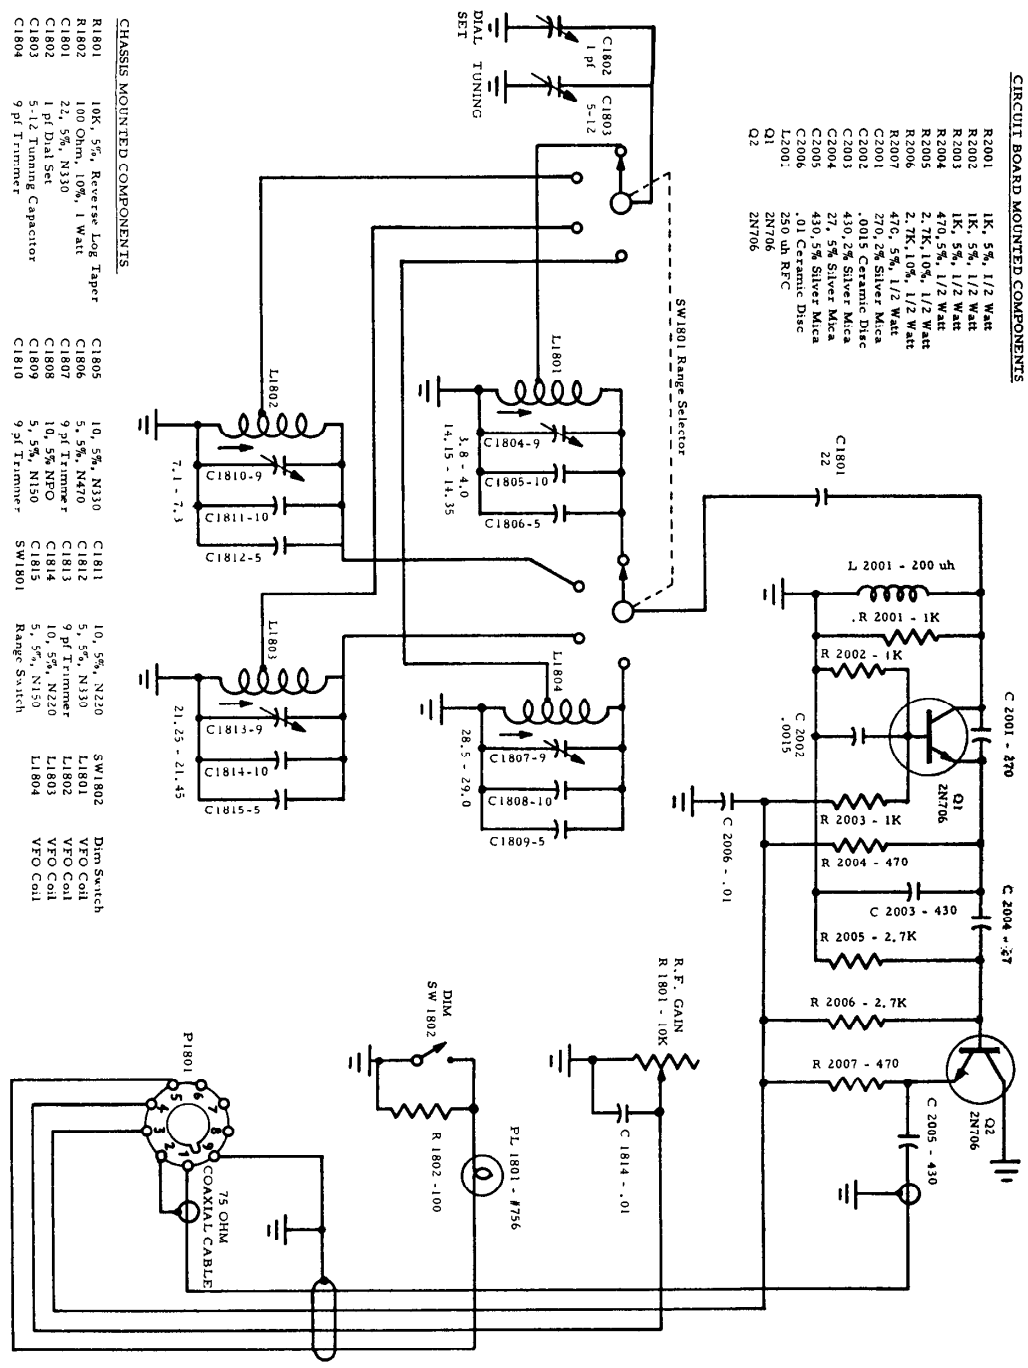 CIRCUIT BOARD MOUNTED COMPONENTS
R2001 1K, 5%, 1/2 Watt
R2002 1K, 5%, 1/2 Watt
R2003 1K, 5%, 1/2 Watt
R2004 470,5%, 1/2 Watt
R2005 2.7K,10%, 1/2 Watt
R2006 2.7K,10%, 1/2 Watt
R2007 470, 5%, 1/2 Watt
C2001 270,2% Silver Mica
C2002 .0015 Ceramic Disc
C2003 430,2% Silver Mica
C2004 27, 5% Silver Mica
C2005 430,5% Silver Mica
C2006 .01 Ceramic Disc
L2001 250 uh RFC
Q1 2N706
Q2 2N706
C1801
22
L 2001 - 200 uh
.R 2001 - 1K
R 2002 - 1K
C 2002
.0015
C 2001 - 270
Q1
2N706
R 2003 - 1K
R 2004 - 470
C 2006 - .01
C 2003 - 430
C 2004 - 27
R 2005 - 2.7K
R 2006 - 2.7K
R 2007 - 470
Q2
2N706
C 2005 - 430
C1802
1 pf
C1803
5-12
DIAL
SET
TUNING
SW1801 Range Selector
L1801
C1804-9
C1805-10
C1806-5
3.8 - 4.0
14.15 - 14.35
L1802
C1810-9
C1811-10
C1812-5
7.1 - 7.3
L1803
C1813-9
C1814-10
C1815-5
21.25 - 21.45
L1804
C1807-9
C1808-10
C1809-5
28.5 - 29.0
R.F. GAIN
R 1801 - 10K
C 1814 - .01
DIM
SW 1802
R 1802 -100
PL 1801 - #756
P1801
1
2
3
4
5
6
7
8
9
75 OHM
COAXIAL CABLE
CHASSIS MOUNTED COMPONENTS
R1801 10K, 5%, Reverse Log Taper C1805 10, 5%, N330 C1811 10, 5%, N220 SW1802 Dim Switch
R1802 100 Ohm, 10%, 1 Watt C1806 5, 5%, N470 C1812 5, 5%, N330 L1801 VFO Coil
C1801 22, 5%, N330 C1807 9 pf Trimmer C1813 9 pf Trimmer L1802 VFO Coil
C1802 1 pf Dial Set C1808 10, 5% NPO C1814 10, 5%, N220 L1803 VFO Coil
C1803 5-12 Tunning Capacitor C1809 5, 5%, N150 C1815 5, 5%, N150 L1804 VFO Coil
C1804 9 pf Trimmer C1810 9 pf Trimmer SW1801 Range Switch